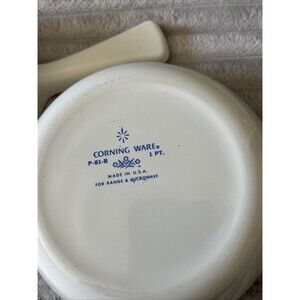 CORNING WARE®
P-81-B 1 PT.
MADE IN U.S.A.
FOR RANGE & MICROWAVE